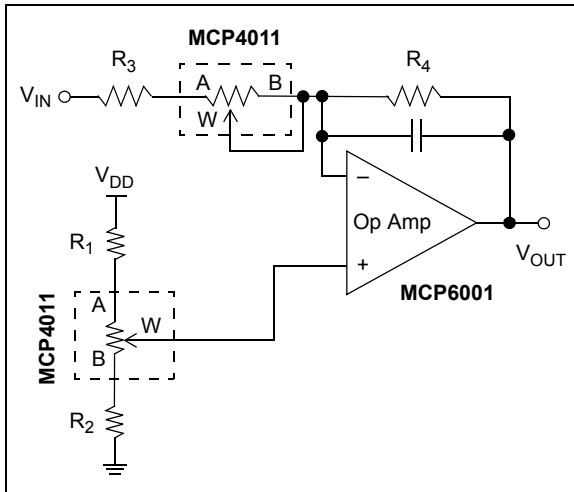 MCP4011
R3
A
B
R4
VIN
W
VDD
−
Op Amp
R1
VOUT
+
MCP6001
MCP4011
A
W
B
R2